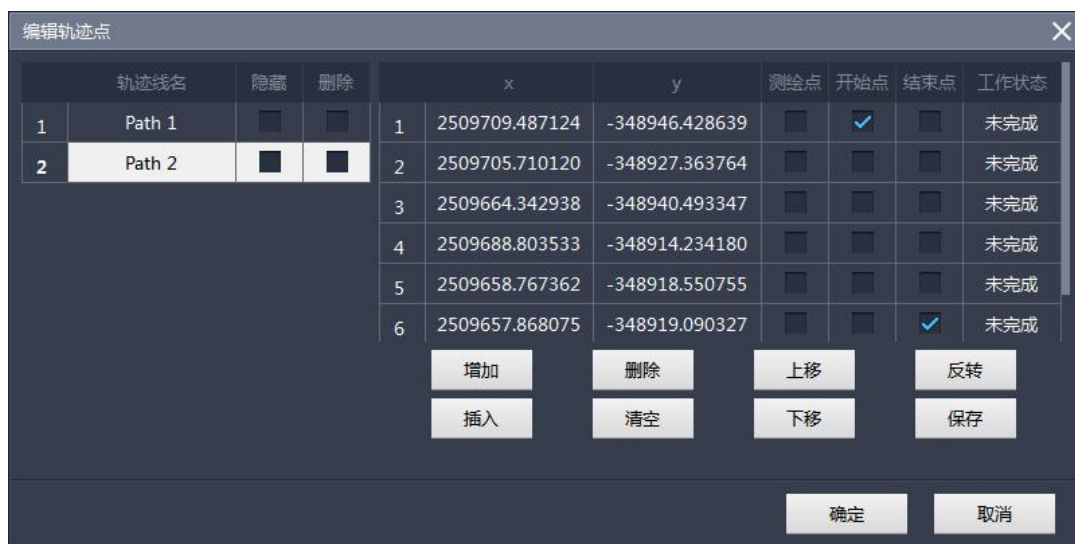 编辑轨迹点
轨迹线名 隐藏 删除 x y 测绘点 开始点 结束点 工作状态
1 Path 1 1 2509709.487124 -348946.428639 未完成
2 Path 2 2 2509705.710120 -348927.363764 未完成
3 2509664.342938 -348940.493347 未完成
4 2509688.803533 -348914.234180 未完成
5 2509658.767362 -348918.550755 未完成
6 2509657.868075 -348919.090327 未完成
增加 删除 上移 反转
插入 清空 下移 保存
确定 取消